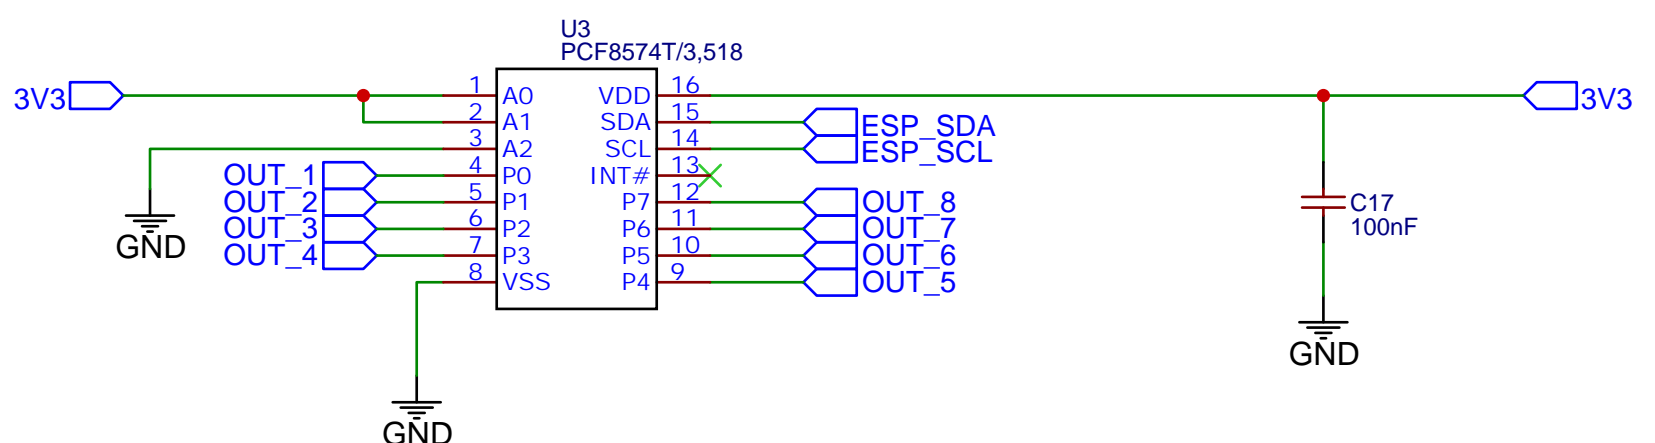 U3
PCF8574T/3,518
3V3
1
A0
VDD
16
3V3
2
A1
SDA
15
ESP_SDA
3
A2
SCL
14
ESP_SCL
OUT_1
4
P0
INT#
13
OUT_2
5
P1
P7
12
OUT_8
OUT_3
6
P2
P6
11
OUT_7
OUT_4
7
P3
P5
10
OUT_6
8
VSS
P4
9
OUT_5
C17
100nF
GND
GND
GND